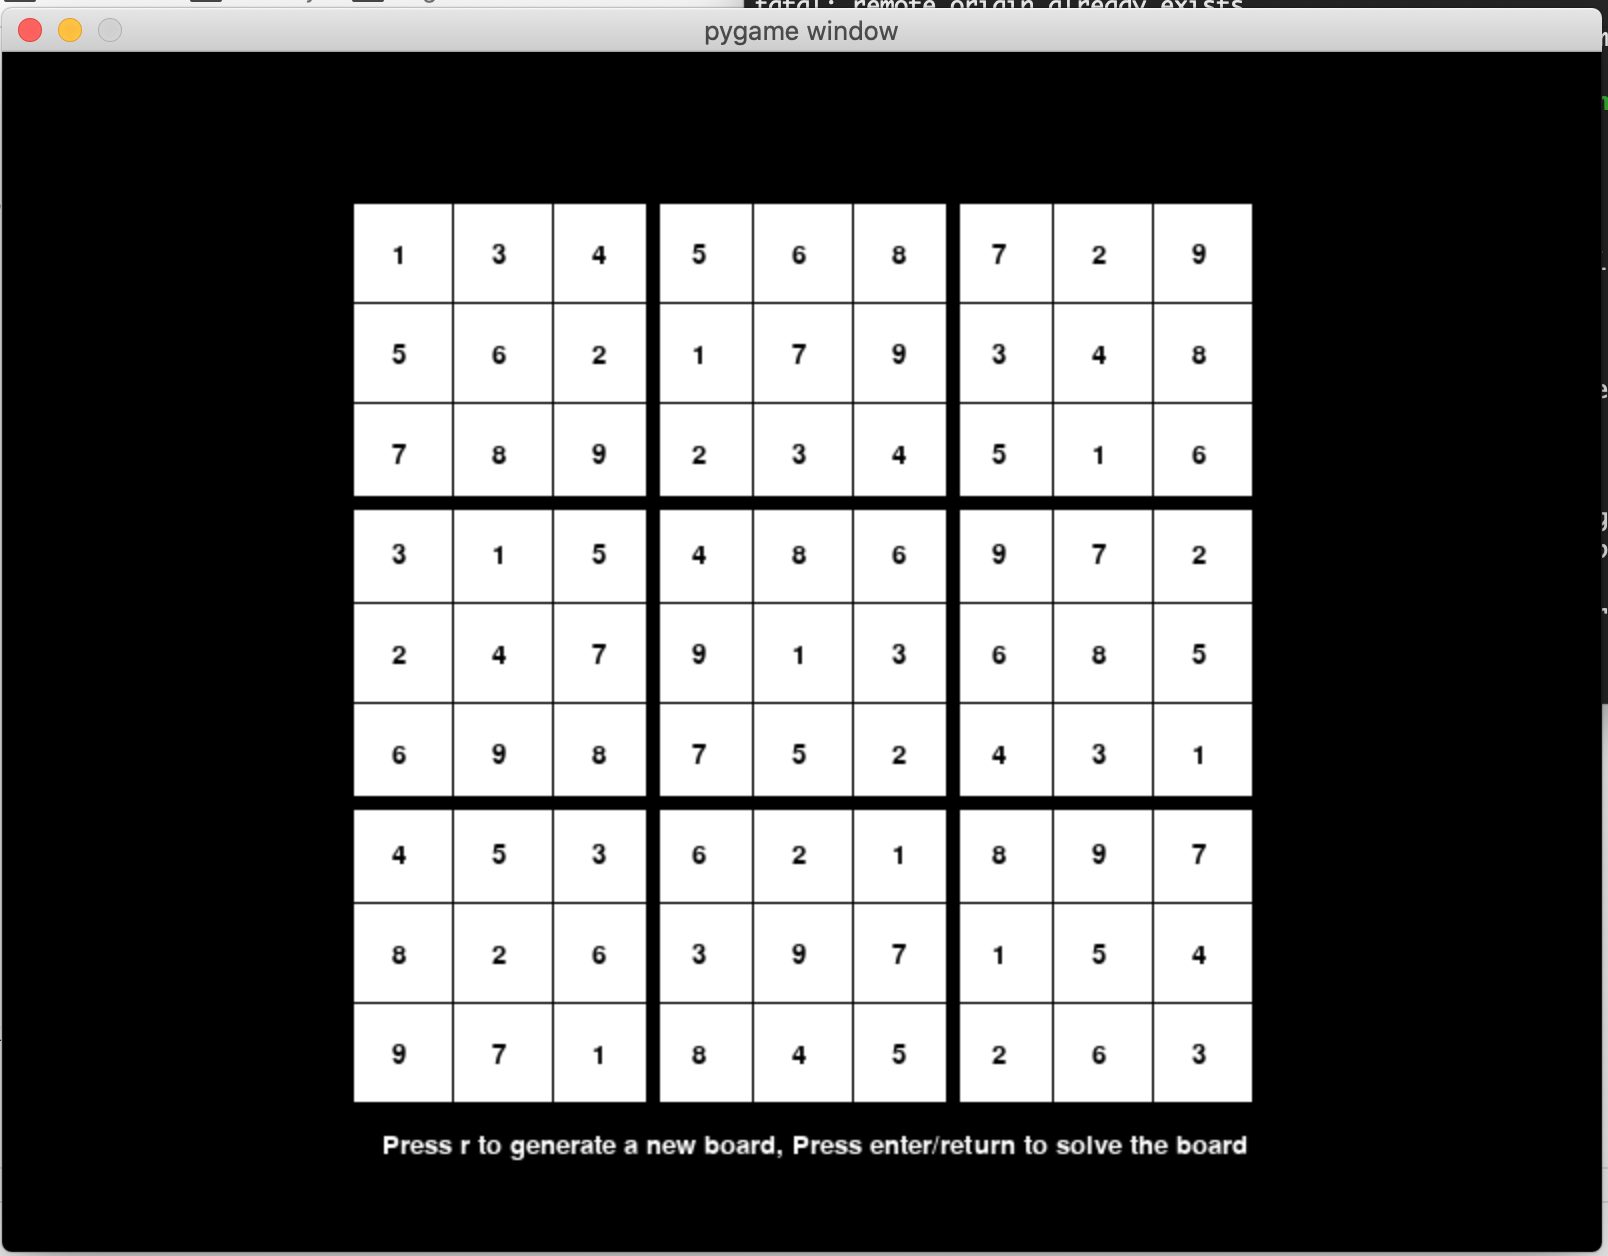 fatal: remote origin already exists
pygame window
1 3 4 5 6 8 7 2 9
5 6 2 1 7 9 3 4 8
7 8 9 2 3 4 5 1 6
3 1 5 4 8 6 9 7 2
2 4 7 9 1 3 6 8 5
6 9 8 7 5 2 4 3 1
4 5 3 6 2 1 8 9 7
8 2 6 3 9 7 1 5 4
9 7 1 8 4 5 2 6 3
Press r to generate a new board, Press enter/return to solve the board